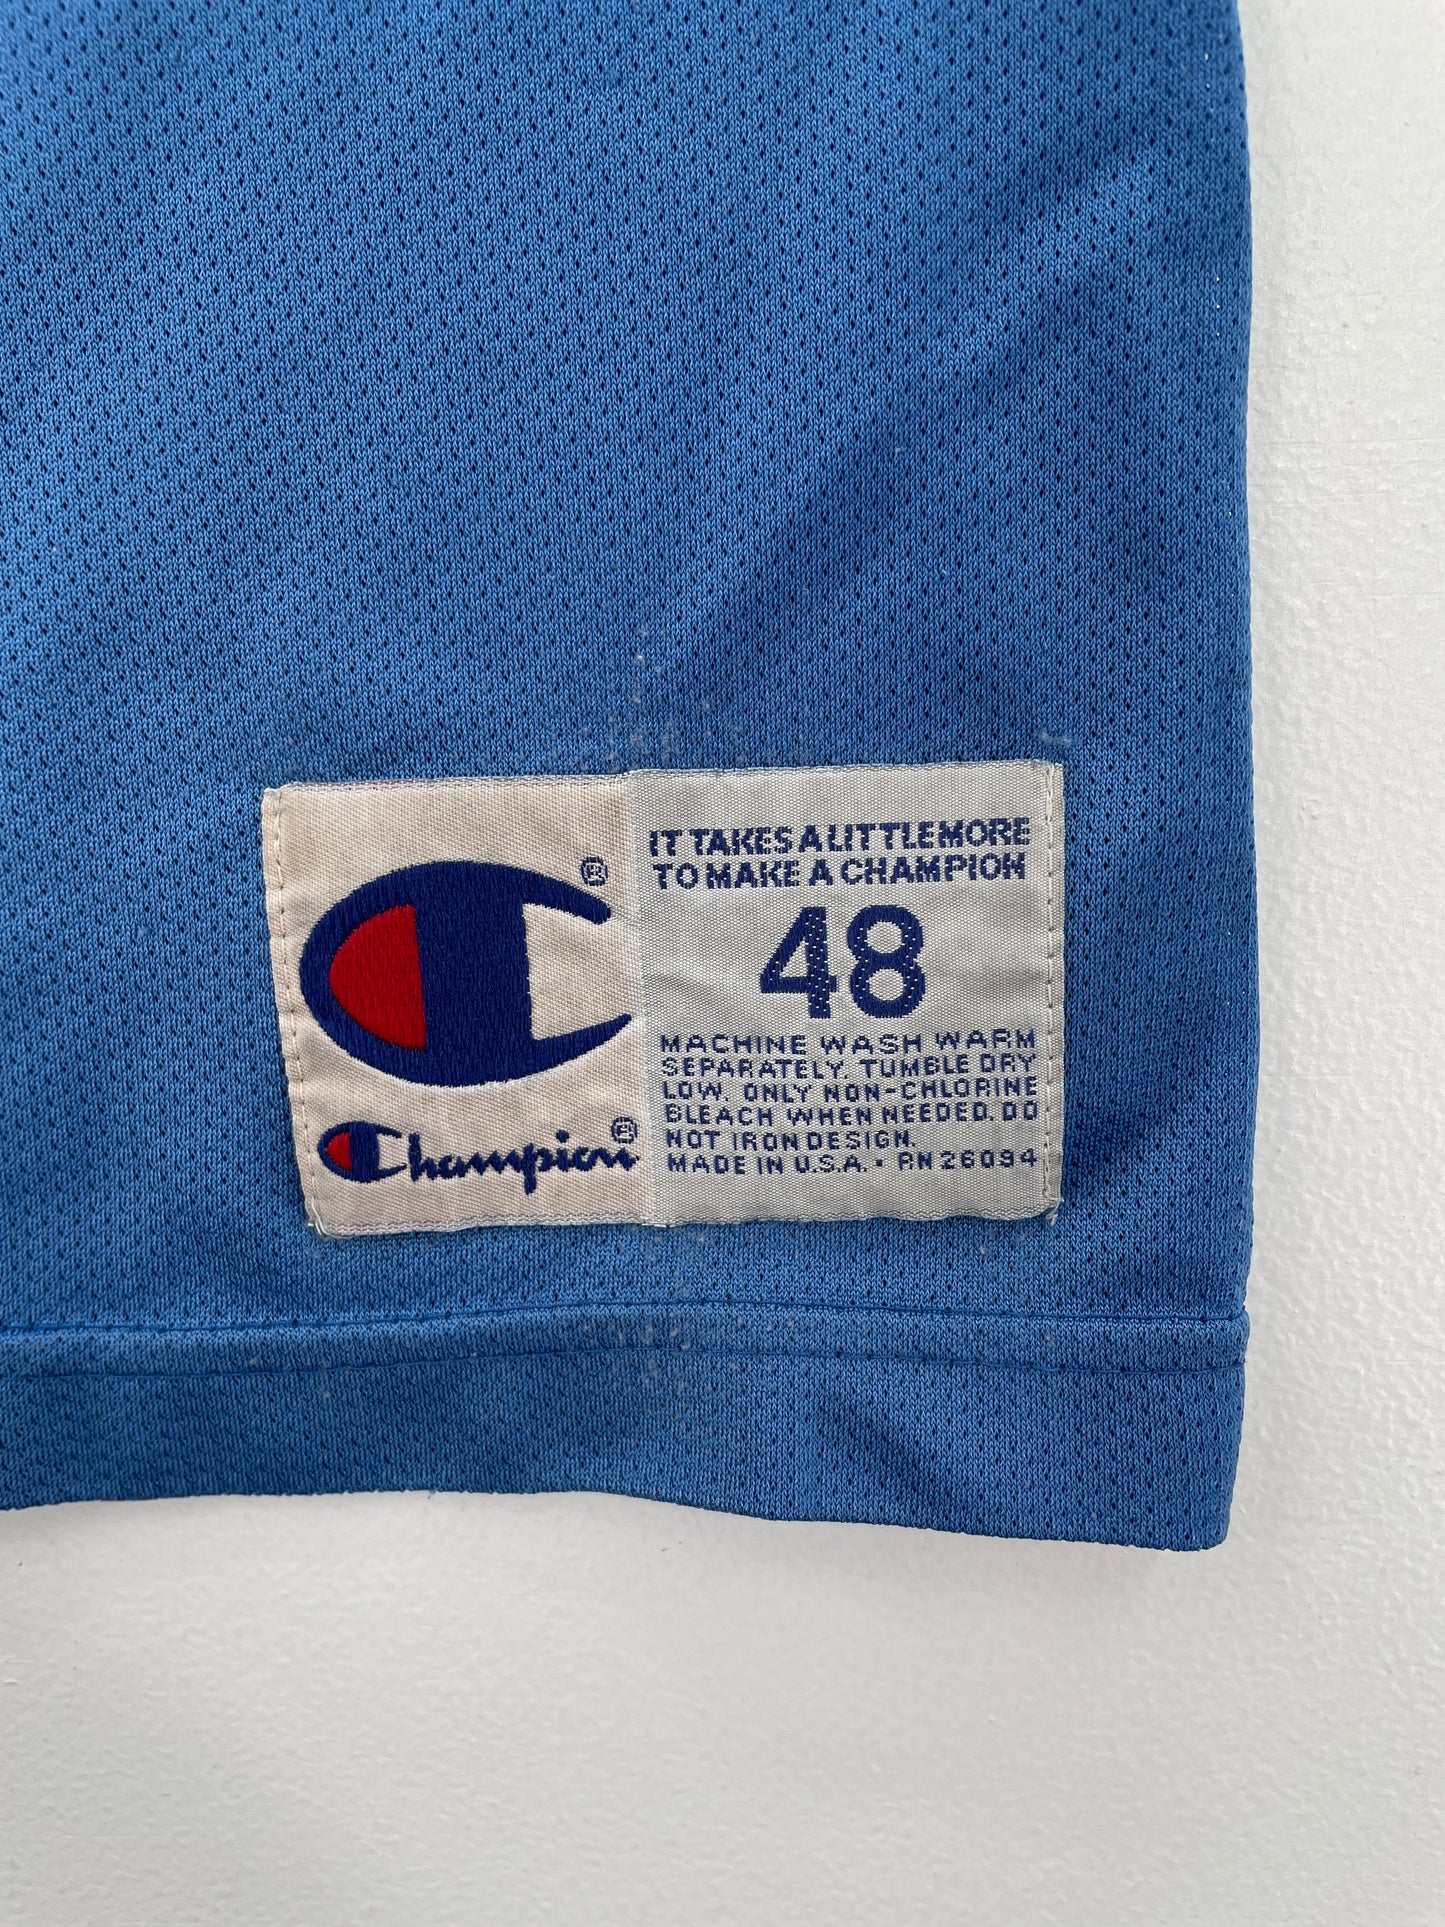 Champion®
IT TAKES A LITTLE MORE
TO MAKE A CHAMPION
48
MACHINE WASH WARM
SEPARATELY. TUMBLE DRY
LOW. ONLY NON-CHLORINE
BLEACH WHEN NEEDED. DO
NOT IRON DESIGN.
MADE IN U.S.A. • RN 26094